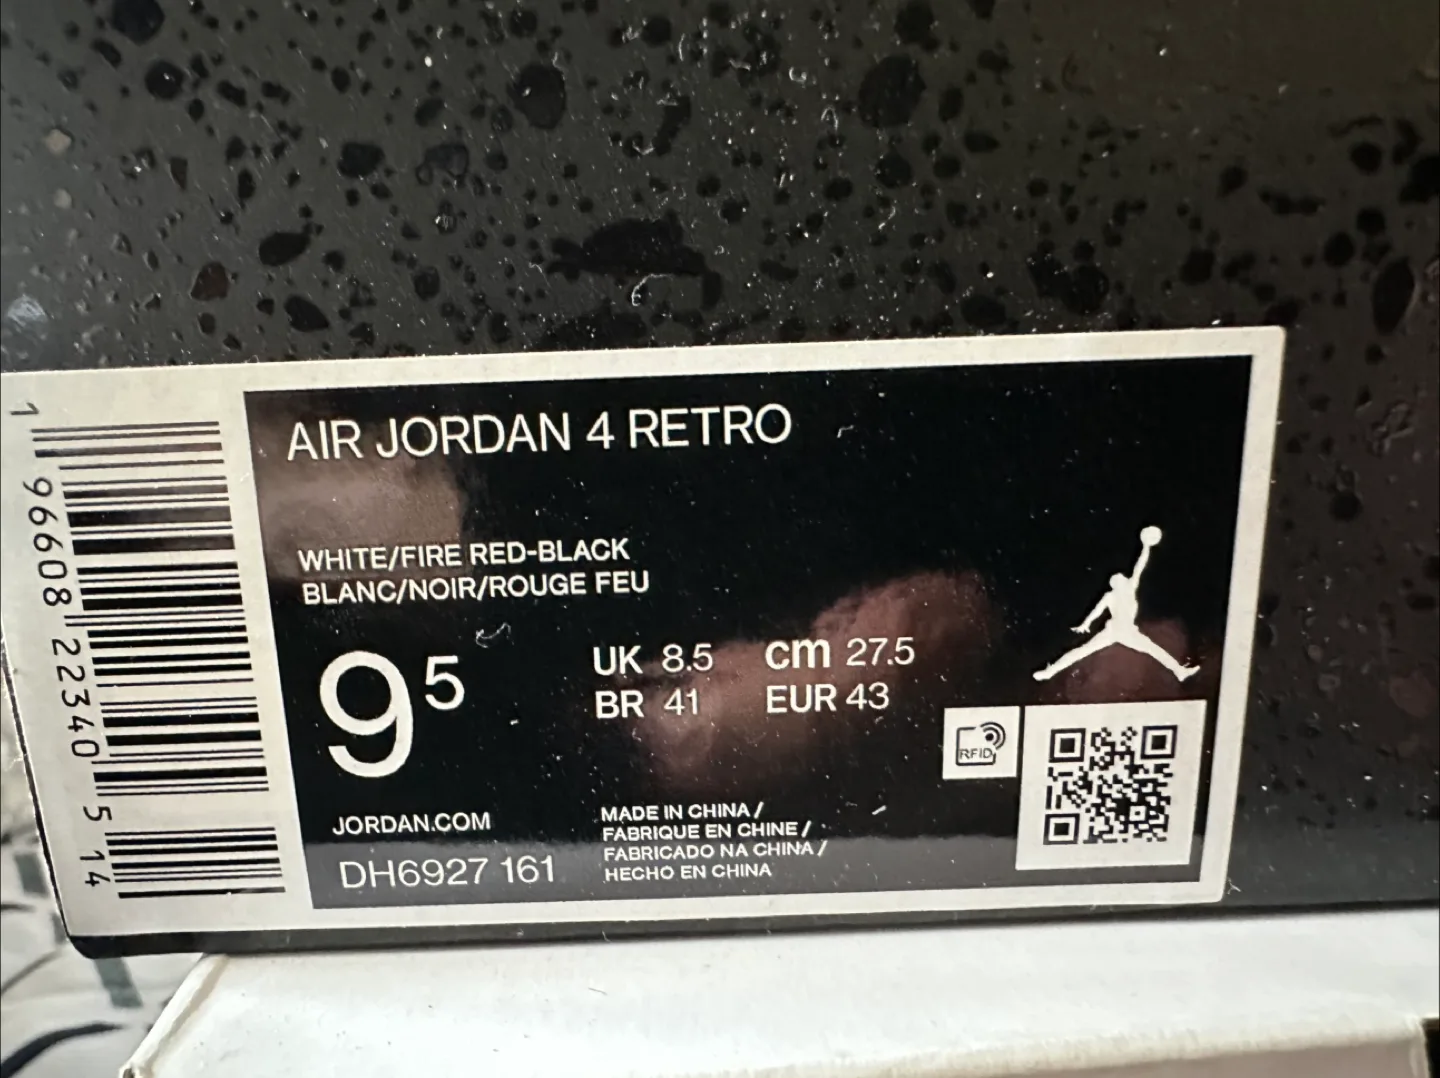 AIR JORDAN 4 RETRO
WHITE/FIRE RED-BLACK
BLANC/NOIR/ROUGE FEU
9 5
UK 8.5 cm 27.5
BR 41 EUR 43
RFID
JORDAN.COM
DH6927 161
MADE IN CHINA /
FABRIQUE EN CHINE /
FABRICADO NA CHINA /
HECHO EN CHINA
1 96608 22340 5 14